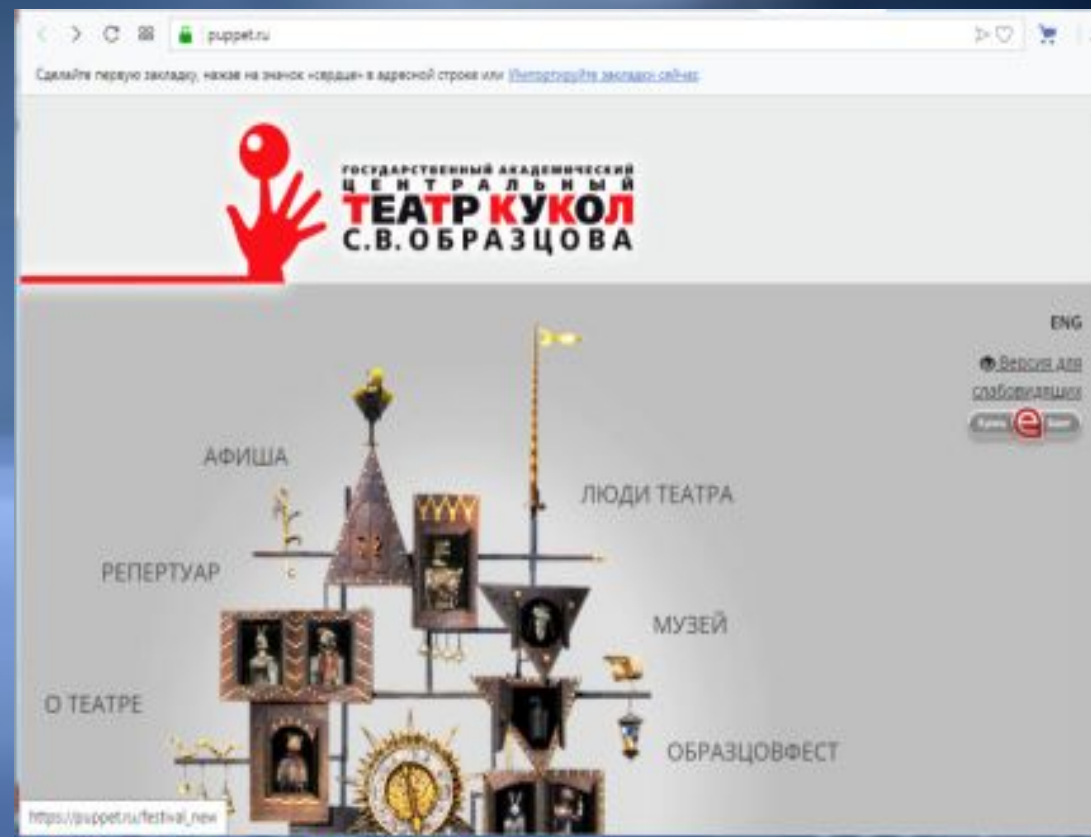 puppet.ru
Сделайте первую закладку, нажав на значок «сердце» в адресной строке или Импортируйте закладки сейчас.
ГОСУДАРСТВЕННЫЙ АКАДЕМИЧЕСКИЙ
ЦЕНТРАЛЬНЫЙ
ТЕАТР КУКОЛ
С.В.ОБРАЗЦОВА
ENG
Версия для
слабовидящих
АФИША
ЛЮДИ ТЕАТРА
РЕПЕРТУАР
МУЗЕЙ
О ТЕАТРЕ
ОБРАЗЦОВФЕСТ
https://puppet.ru/festival_new